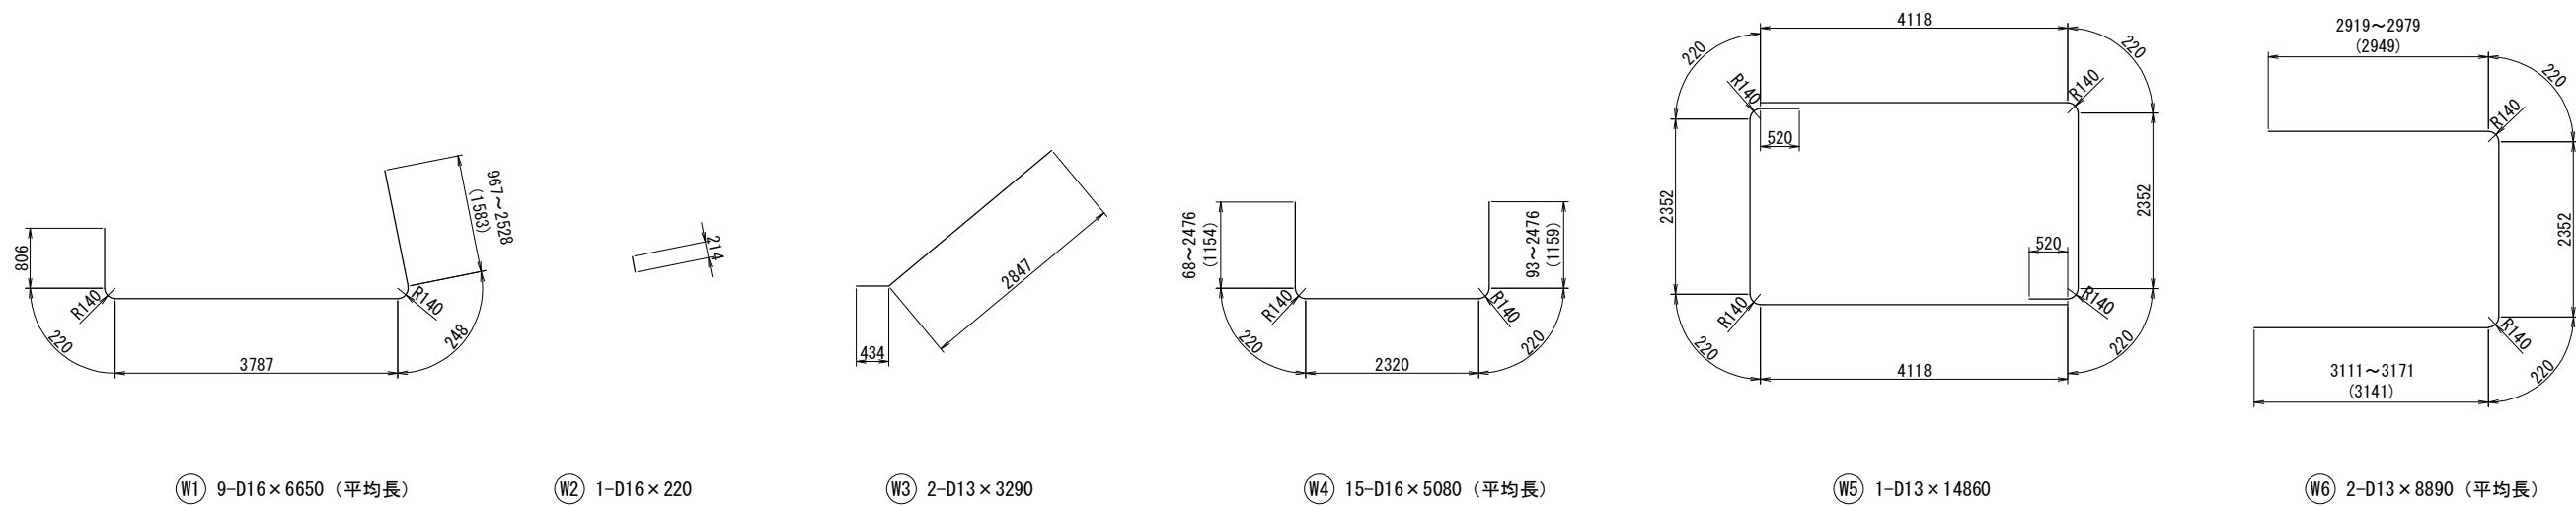 806
220
R140
3787
R140
248
967～2528
(1583)
W1 9-D16×6650（平均長）
214
W2 1-D16×220
434
2847
W3 2-D13×3290
68～2476
(1154)
220
R140
2320
R140
220
93～2476
(1159)
W4 15-D16×5080（平均長）
4118
220
220
R140
R140
520
2352
2352
520
R140
R140
220
220
4118
W5 1-D13×14860
2919～2979
(2949)
220
R140
2352
R140
3111～3171
(3141)
220
W6 2-D13×8890（平均長）